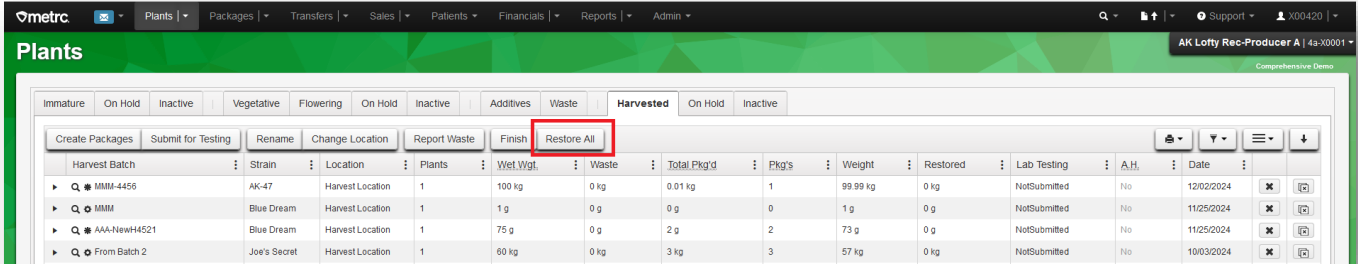 metrc. Plants Packages Transfers Sales Patients Financials Reports Admin Support X00420
Plants
AK Lofty Rec-Producer A | 4a-X0001
Comprehensive Demo
Immature On Hold Inactive Vegetative Flowering On Hold Inactive Additives Waste Harvested On Hold Inactive
Create Packages Submit for Testing Rename Change Location Report Waste Finish Restore All
Harvest Batch Strain Location Plants Wet Wgt. Waste Total Pkg'd Pkg's Weight Restored Lab Testing A.H. Date
MMM-4456 AK-47 Harvest Location 1 100 kg 0 kg 0.01 kg 1 99.99 kg 0 kg NotSubmitted No 12/02/2024
MMM Blue Dream Harvest Location 1 1 g 0 g 0 g 0 1 g 0 g NotSubmitted No 11/25/2024
AAA-NewH4521 Blue Dream Harvest Location 1 75 g 0 g 2 g 2 73 g 0 g NotSubmitted No 11/25/2024
From Batch 2 Joe's Secret Harvest Location 1 60 kg 0 kg 3 kg 3 57 kg 0 kg NotSubmitted No 10/03/2024